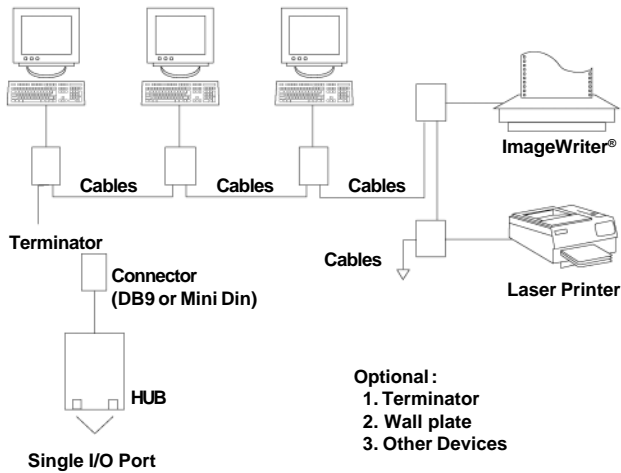 ImageWriter®
Cables Cables Cables
Terminator
Cables
Connector
(DB9 or Mini Din)
Laser Printer
HUB
Optional :
1. Terminator
2. Wall plate
3. Other Devices
Single I/O Port